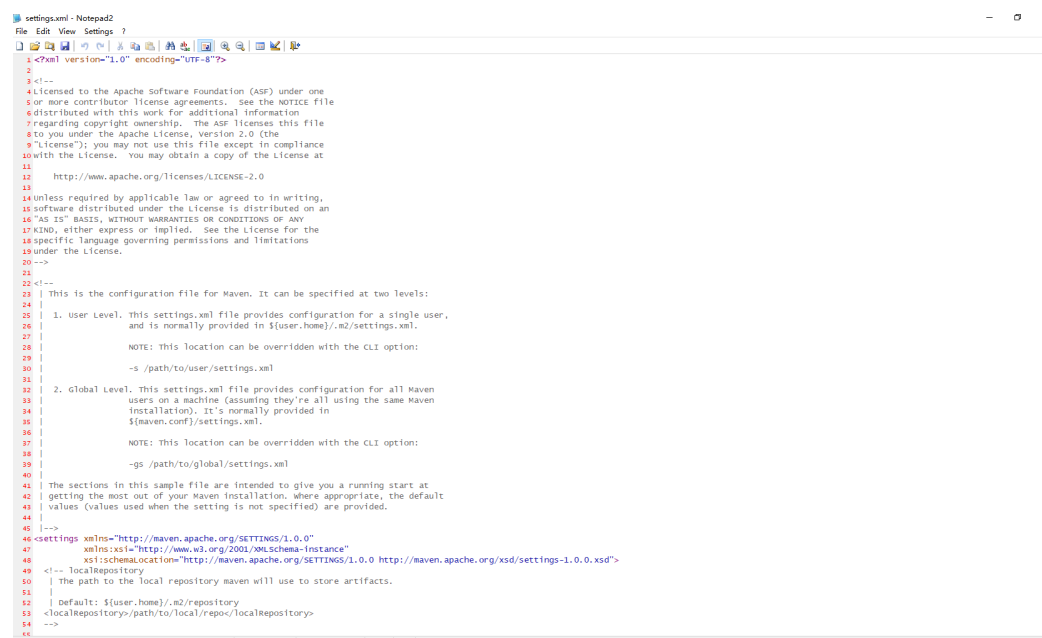 settings.xml - Notepad2
File Edit View Settings ?
1 <?xml version="1.0" encoding="UTF-8"?>
2
3 <!--
4 Licensed to the Apache Software Foundation (ASF) under one
5 or more contributor license agreements.  See the NOTICE file
6 distributed with this work for additional information
7 regarding copyright ownership.  The ASF licenses this file
8 to you under the Apache License, Version 2.0 (the
9 "License"); you may not use this file except in compliance
10 with the License.  You may obtain a copy of the License at
11
12     http://www.apache.org/licenses/LICENSE-2.0
13
14 Unless required by applicable law or agreed to in writing,
15 software distributed under the License is distributed on an
16 "AS IS" BASIS, WITHOUT WARRANTIES OR CONDITIONS OF ANY
17 KIND, either express or implied.  See the License for the
18 specific language governing permissions and limitations
19 under the License.
20 -->
21
22 <!--
23  | This is the configuration file for Maven. It can be specified at two levels:
24  |
25  |  1. User Level. This settings.xml file provides configuration for a single user,
26  |                 and is normally provided in ${user.home}/.m2/settings.xml.
27  |
28  |                 NOTE: This location can be overridden with the CLI option:
29  |
30  |                 -s /path/to/user/settings.xml
31  |
32  |  2. Global Level. This settings.xml file provides configuration for all Maven
33  |                 users on a machine (assuming they're all using the same Maven
34  |                 installation). It's normally provided in
35  |                 ${maven.conf}/settings.xml.
36  |
37  |                 NOTE: This location can be overridden with the CLI option:
38  |
39  |                 -gs /path/to/global/settings.xml
40  |
41  | The sections in this sample file are intended to give you a running start at
42  | getting the most out of your Maven installation. Where appropriate, the default
43  | values (values used when the setting is not specified) are provided.
44  |
45  |-->
46 <settings xmlns="http://maven.apache.org/SETTINGS/1.0.0"
47           xmlns:xsi="http://www.w3.org/2001/XMLSchema-instance"
48           xsi:schemaLocation="http://maven.apache.org/SETTINGS/1.0.0 http://maven.apache.org/xsd/settings-1.0.0.xsd">
49   <!-- localRepository
50    | The path to the local repository maven will use to store artifacts.
51    |
52    | Default: ${user.home}/.m2/repository
53   <localRepository>/path/to/local/repo</localRepository>
54   -->
55